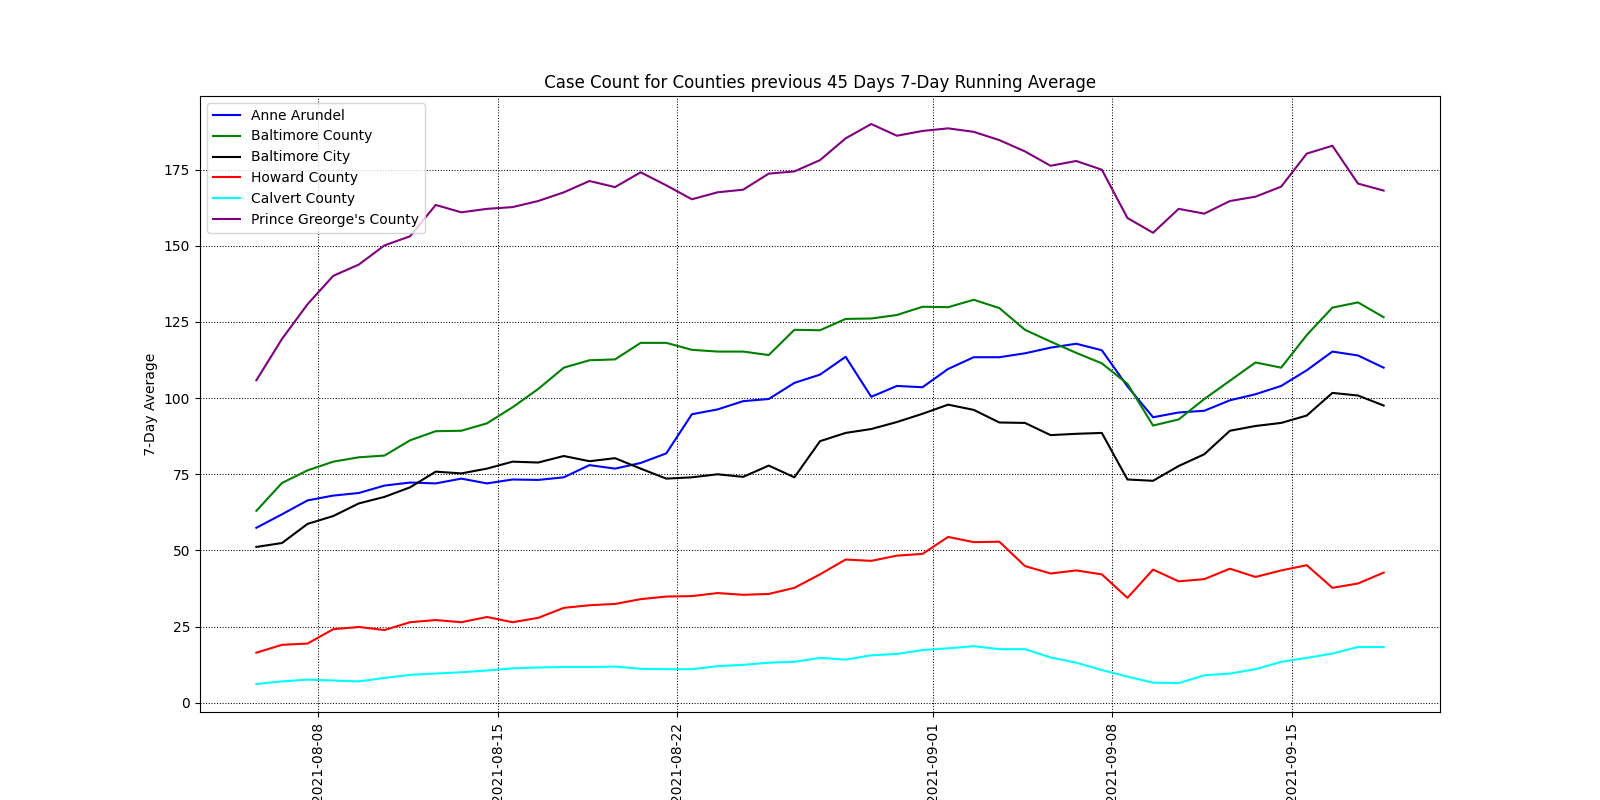 Case Count for Counties previous 45 Days 7-Day Running Average
Anne Arundel
Baltimore County
Baltimore City
Howard County
Calvert County
Prince Greorge's County
7-Day Average
175
150
125
100
75
50
25
0
2021-08-08
2021-08-15
2021-08-22
2021-09-01
2021-09-08
2021-09-15